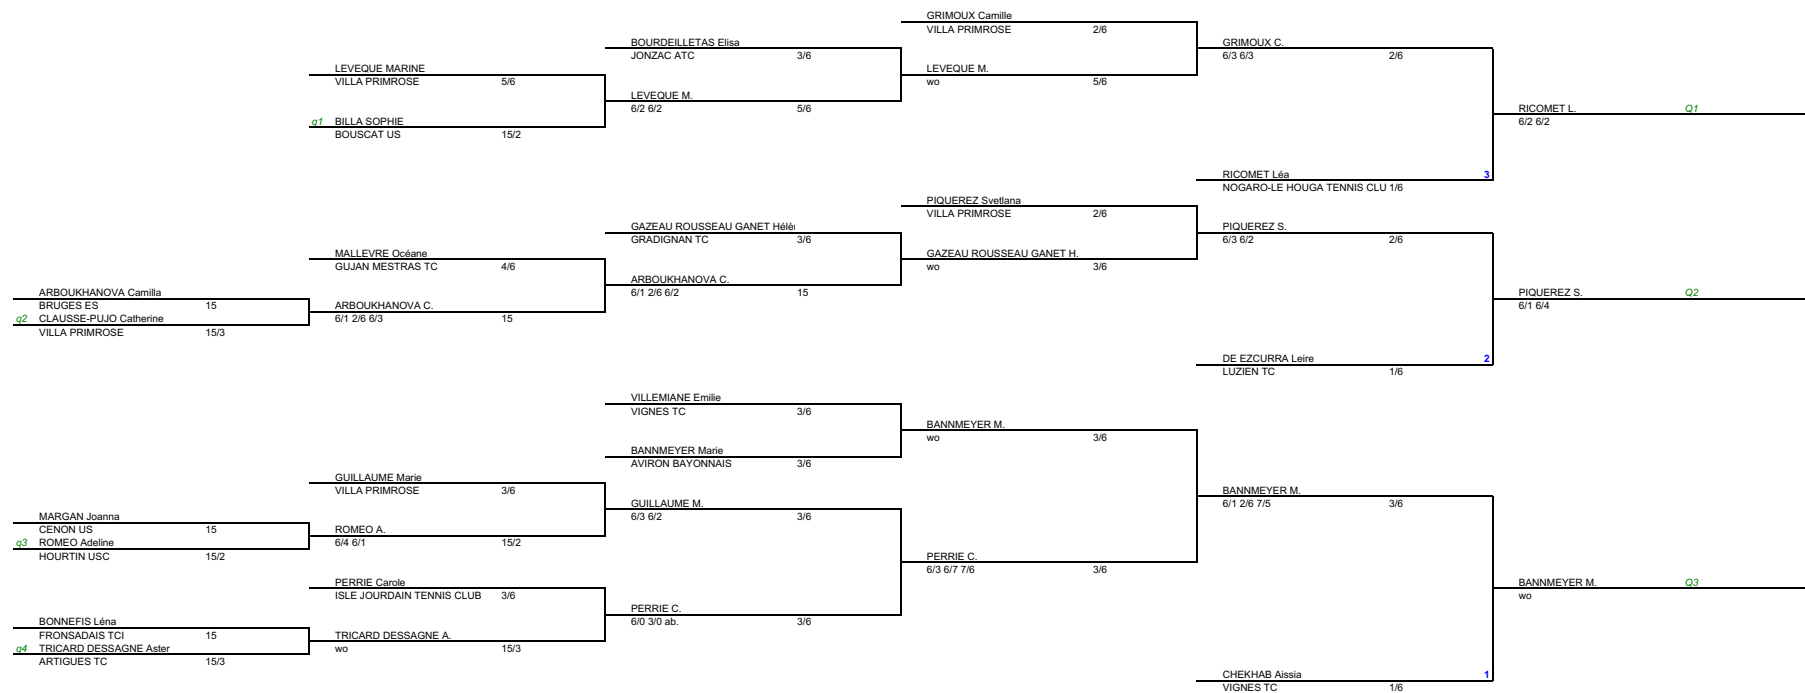 GRIMOUX Camille
VILLA PRIMROSE 2/6
BOURDEILLETAS Elisa
JONZAC ATC 3/6
GRIMOUX C.
6/3 6/3 2/6
LEVEQUE MARINE
VILLA PRIMROSE 5/6
LEVEQUE M.
wo 5/6
LEVEQUE M.
6/2 6/2 5/6
RICOMET L. Q1
6/2 6/2
q1 BILLA SOPHIE
BOUSCAT US 15/2
RICOMET Léa 3
NOGARO-LE HOUGA TENNIS CLU 1/6
PIQUEREZ Svetlana
VILLA PRIMROSE 2/6
GAZEAU ROUSSEAU GANET Hélè
GRADIGNAN TC 3/6
PIQUEREZ S.
6/3 6/2 2/6
MALLEVRE Océane
GUJAN MESTRAS TC 4/6
GAZEAU ROUSSEAU GANET H.
wo 3/6
ARBOUKHANOVA C.
6/1 2/6 6/2 15
ARBOUKHANOVA Camilla
BRUGES ES 15
PIQUEREZ S. Q2
6/1 6/4
ARBOUKHANOVA C.
6/1 2/6 6/3 15
q2 CLAUSSE-PUJO Catherine
VILLA PRIMROSE 15/3
DE EZCURRA Leire 2
LUZIEN TC 1/6
VILLEMIANE Emilie
VIGNES TC 3/6
BANNMEYER M.
wo 3/6
BANNMEYER Marie
AVIRON BAYONNAIS 3/6
GUILLAUME Marie
VILLA PRIMROSE 3/6
BANNMEYER M.
6/1 2/6 7/5 3/6
GUILLAUME M.
6/3 6/2 3/6
MARGAN Joanna
CENON US 15
ROMEO A.
6/4 6/1 15/2
q3 ROMEO Adeline
HOURTIN USC 15/2
PERRIE C.
6/3 6/7 7/6 3/6
PERRIE Carole
ISLE JOURDAIN TENNIS CLUB 3/6
BANNMEYER M. Q3
wo
PERRIE C.
6/0 3/0 ab. 3/6
BONNEFIS Léna
FRONSADAIS TCI 15
TRICARD DESSAGNE A.
wo 15/3
q4 TRICARD DESSAGNE Aster
ARTIGUES TC 15/3
CHEKHAB Aissia 1
VIGNES TC 1/6